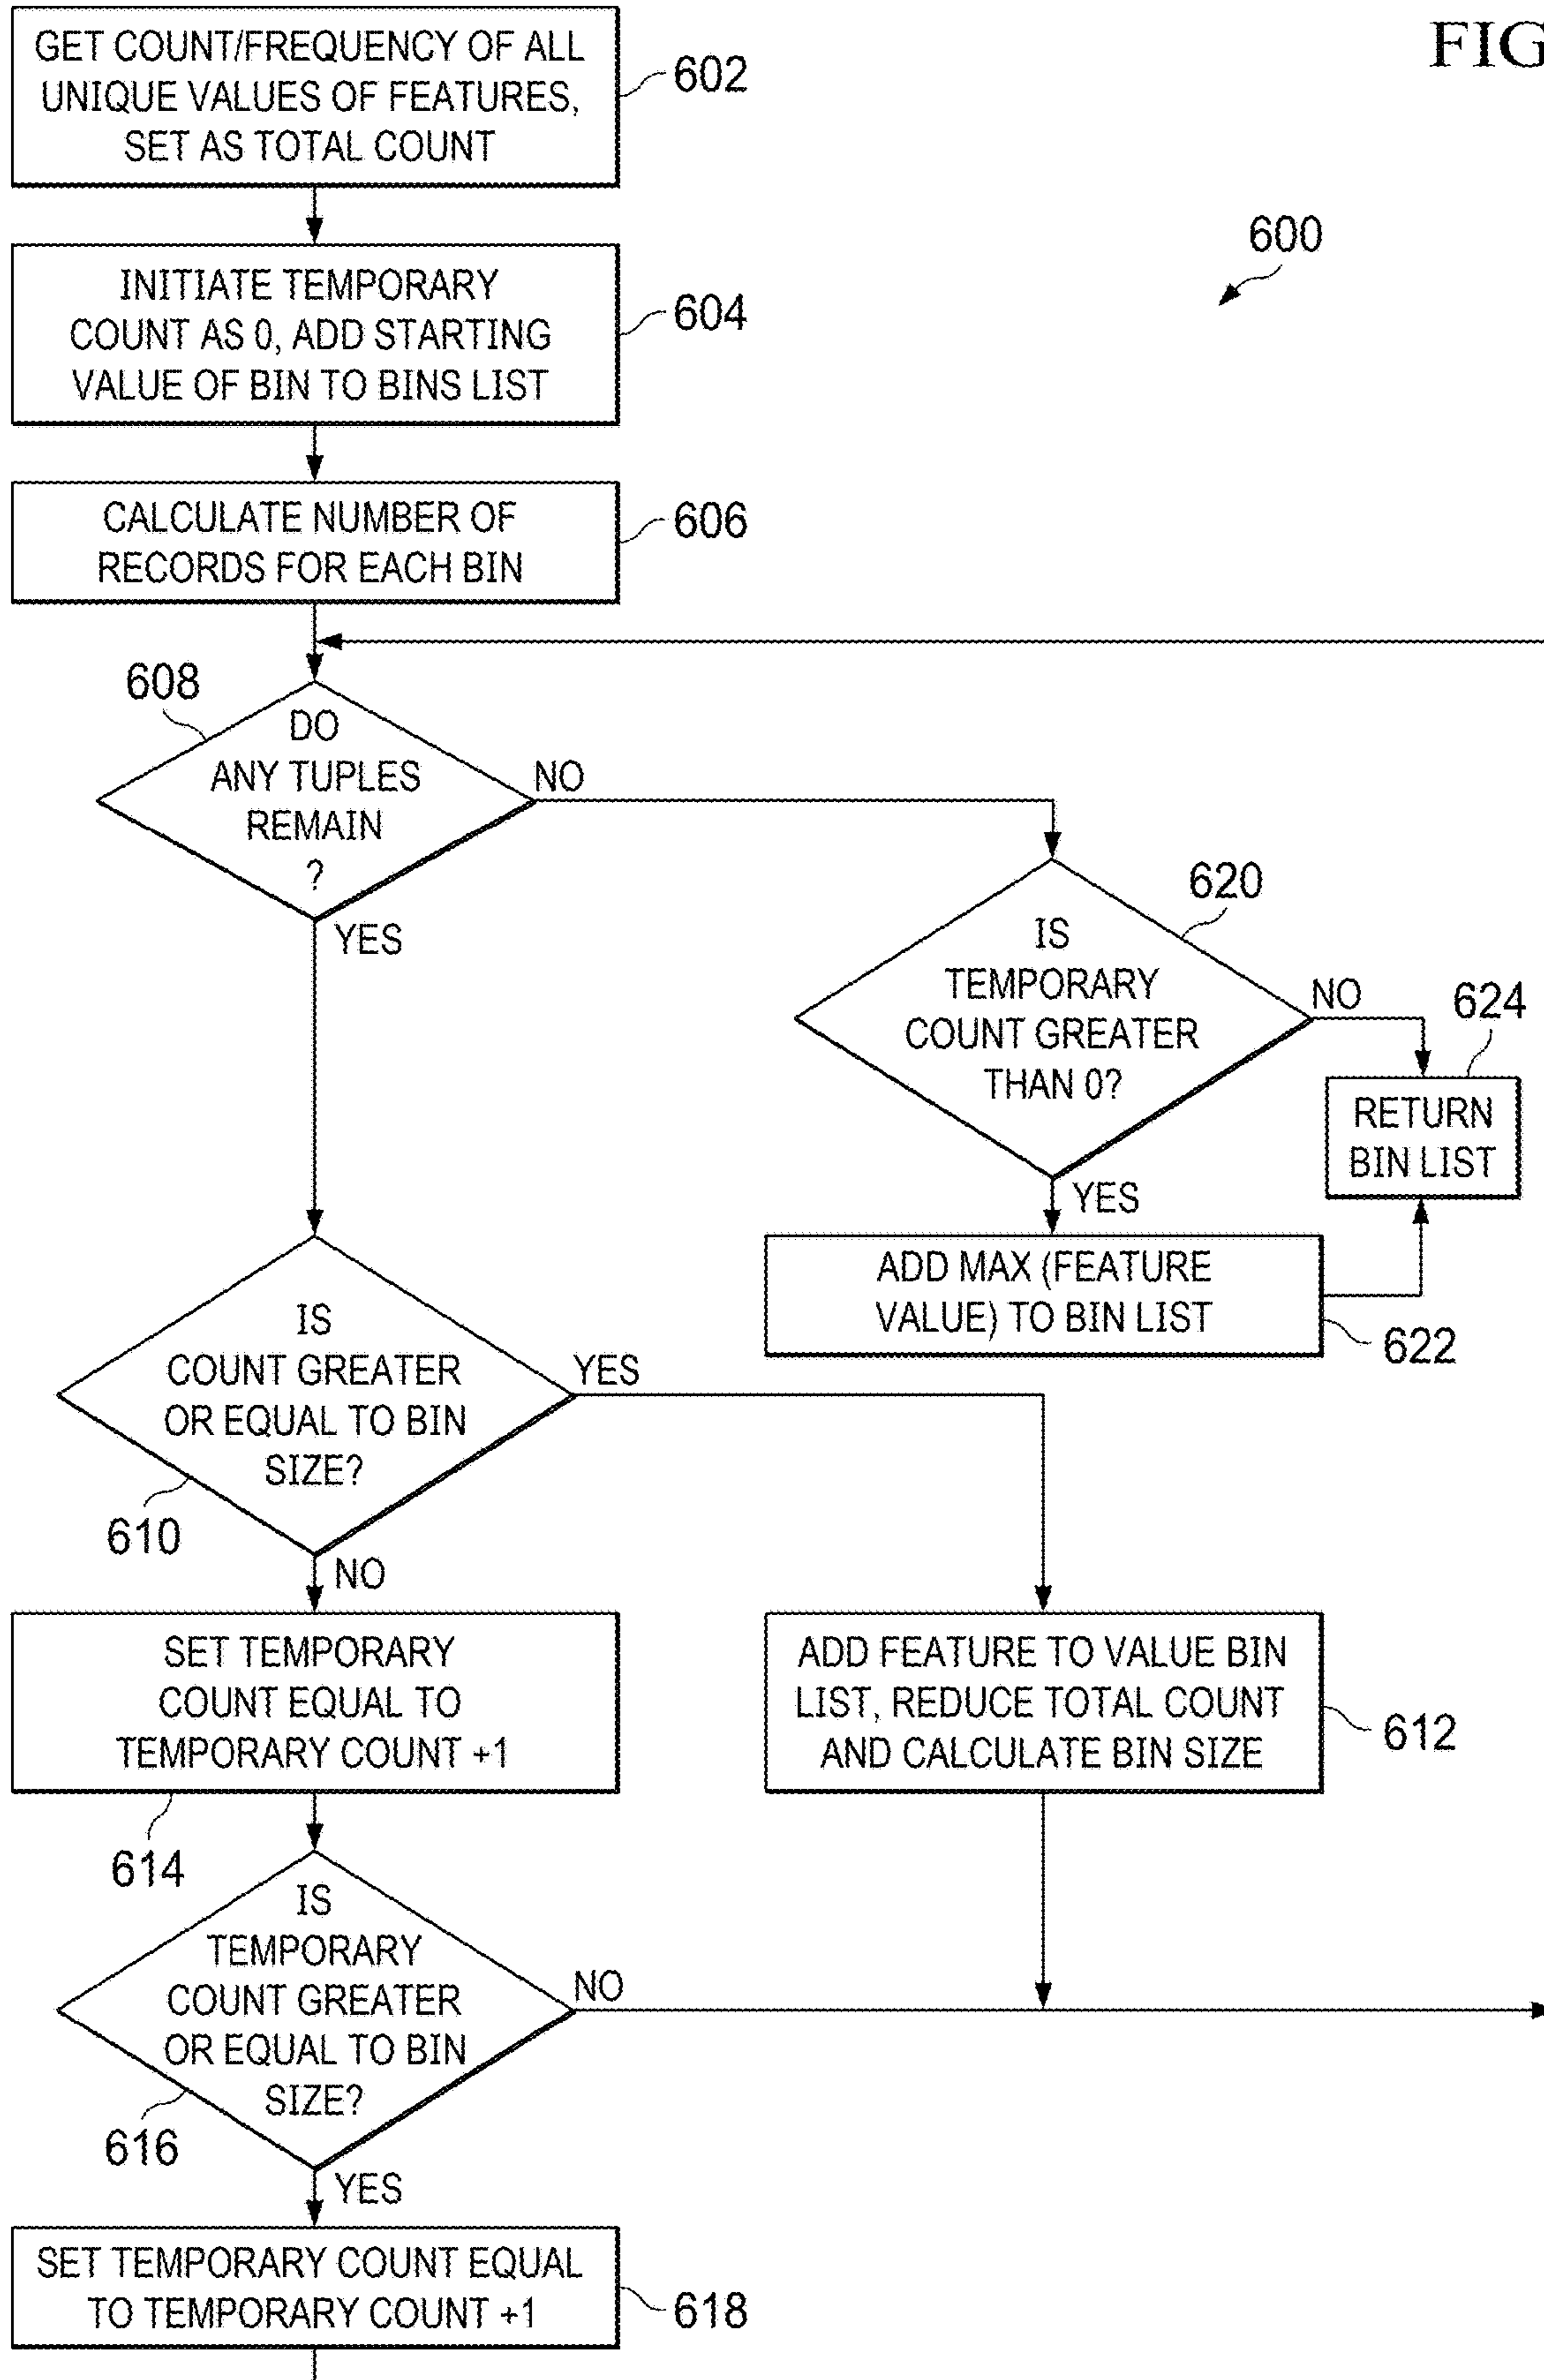 FIG
GET COUNT/FREQUENCY OF ALL
UNIQUE VALUES OF FEATURES,
SET AS TOTAL COUNT
602
600
INITIATE TEMPORARY
COUNT AS 0, ADD STARTING
VALUE OF BIN TO BINS LIST
604
CALCULATE NUMBER OF
RECORDS FOR EACH BIN
606
608
DO
ANY TUPLES
REMAIN
?
NO
YES
620
IS
TEMPORARY
COUNT GREATER
THAN 0?
NO
YES
624
RETURN
BIN LIST
ADD MAX (FEATURE
VALUE) TO BIN LIST
622
IS
COUNT GREATER
OR EQUAL TO BIN
SIZE?
YES
610
NO
SET TEMPORARY
COUNT EQUAL TO
TEMPORARY COUNT +1
614
ADD FEATURE TO VALUE BIN
LIST, REDUCE TOTAL COUNT
AND CALCULATE BIN SIZE
612
IS
TEMPORARY
COUNT GREATER
OR EQUAL TO BIN
SIZE?
NO
616
YES
SET TEMPORARY COUNT EQUAL
TO TEMPORARY COUNT +1
618